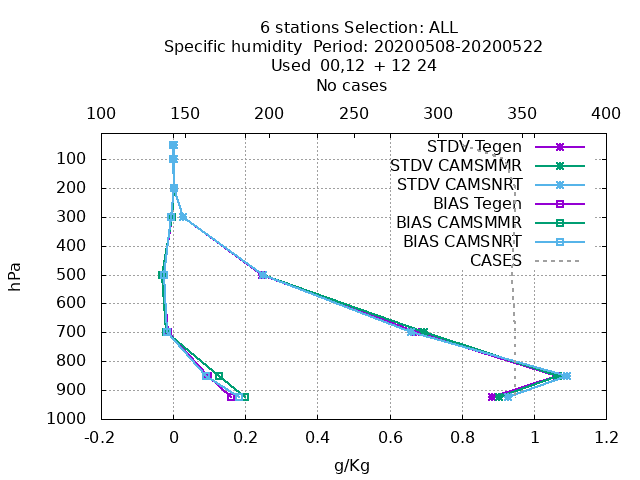 6 stations Selection: ALL
Specific humidity  Period: 20200508-20200522
Used  00,12  + 12 24
No cases
100 150 200 250 300 350 400
STDV Tegen
STDV CAMSMMR
STDV CAMSNRT
BIAS Tegen
BIAS CAMSMMR
BIAS CAMSNRT
CASES
hPa
100
200
300
400
500
600
700
800
900
1000
-0.2 0 0.2 0.4 0.6 0.8 1 1.2
g/Kg